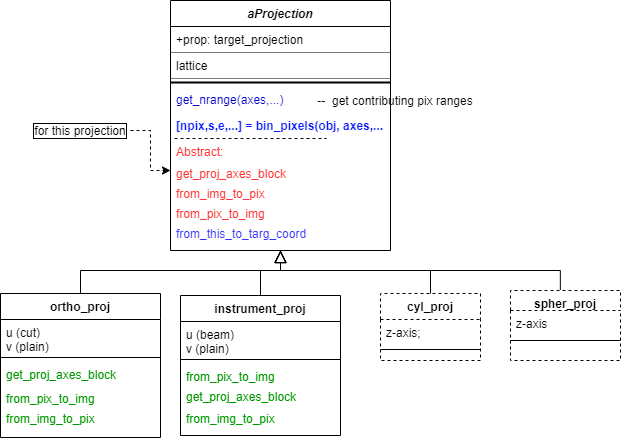 aProjection
+prop: target_projection
lattice
get_nrange(axes,...) -- get contributing pix ranges
[npix,s,e,...] = bin_pixels(obj, axes,...
for this projection
Abstract:
get_proj_axes_block
from_img_to_pix
from_pix_to_img
from_this_to_targ_coord
ortho_proj
u (cut)
v (plain)
get_proj_axes_block
from_pix_to_img
from_img_to_pix
instrument_proj
u (beam)
v (plain)
from_pix_to_img
get_proj_axes_block
from_img_to_pix
cyl_proj
z-axis;
spher_proj
z-axis